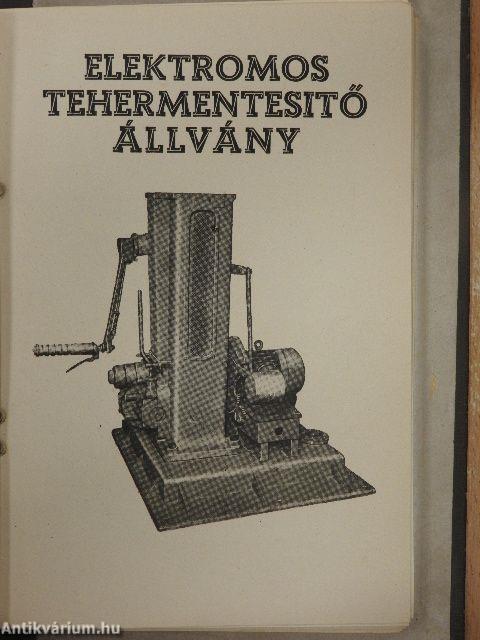 ELEKTROMOS
TEHERMENTESITŐ
ÁLLVÁNY
Antikvárium.hu